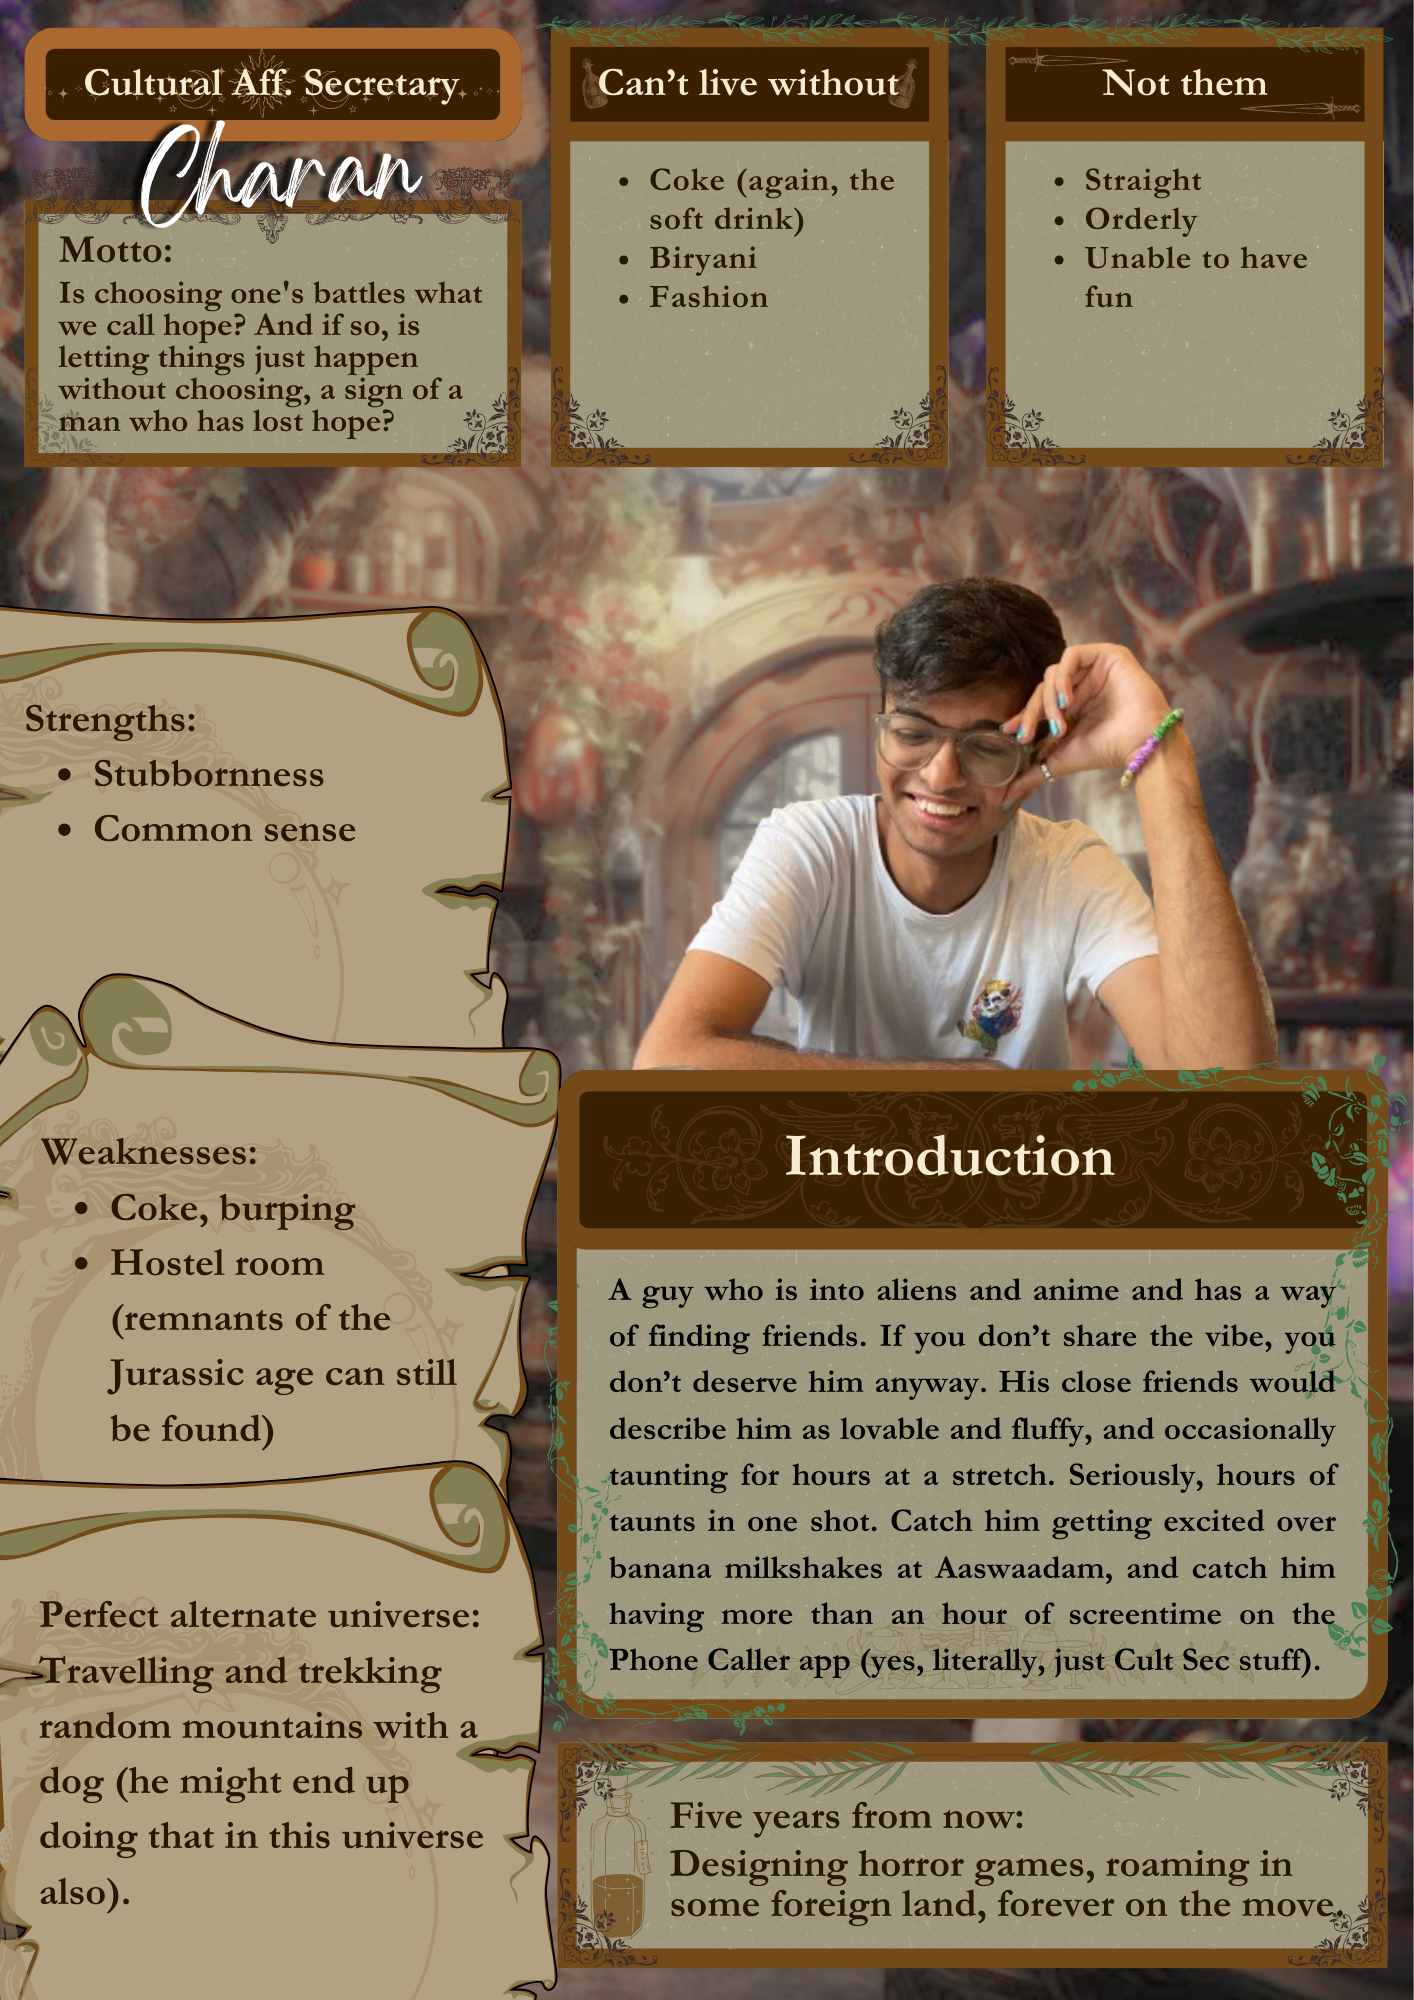 Cultural Aff. Secretary
Charan
Motto:
Is choosing one's battles what
we call hope? And if so, is
letting things just happen
without choosing, a sign of a
man who has lost hope?
Can't live without
• Coke (again, the
soft drink)
• Biryani
• Fashion
Not them
• Straight
• Orderly
• Unable to have
fun
Strengths:
• Stubbornness
• Common sense
Weaknesses:
• Coke, burping
• Hostel room
(remnants of the
Jurassic age can still
be found)
Perfect alternate universe:
Travelling and trekking
random mountains with a
dog (he might end up
doing that in this universe
also).
Introduction
A guy who is into aliens and anime and has a way
of finding friends. If you don't share the vibe, you
don't deserve him anyway. His close friends would
describe him as lovable and fluffy, and occasionally
taunting for hours at a stretch. Seriously, hours of
taunts in one shot. Catch him getting excited over
banana milkshakes at Aaswaadam, and catch him
having more than an hour of screentime on the
Phone Caller app (yes, literally, just Cult Sec stuff).
Five years from now:
Designing horror games, roaming in
some foreign land, forever on the move.